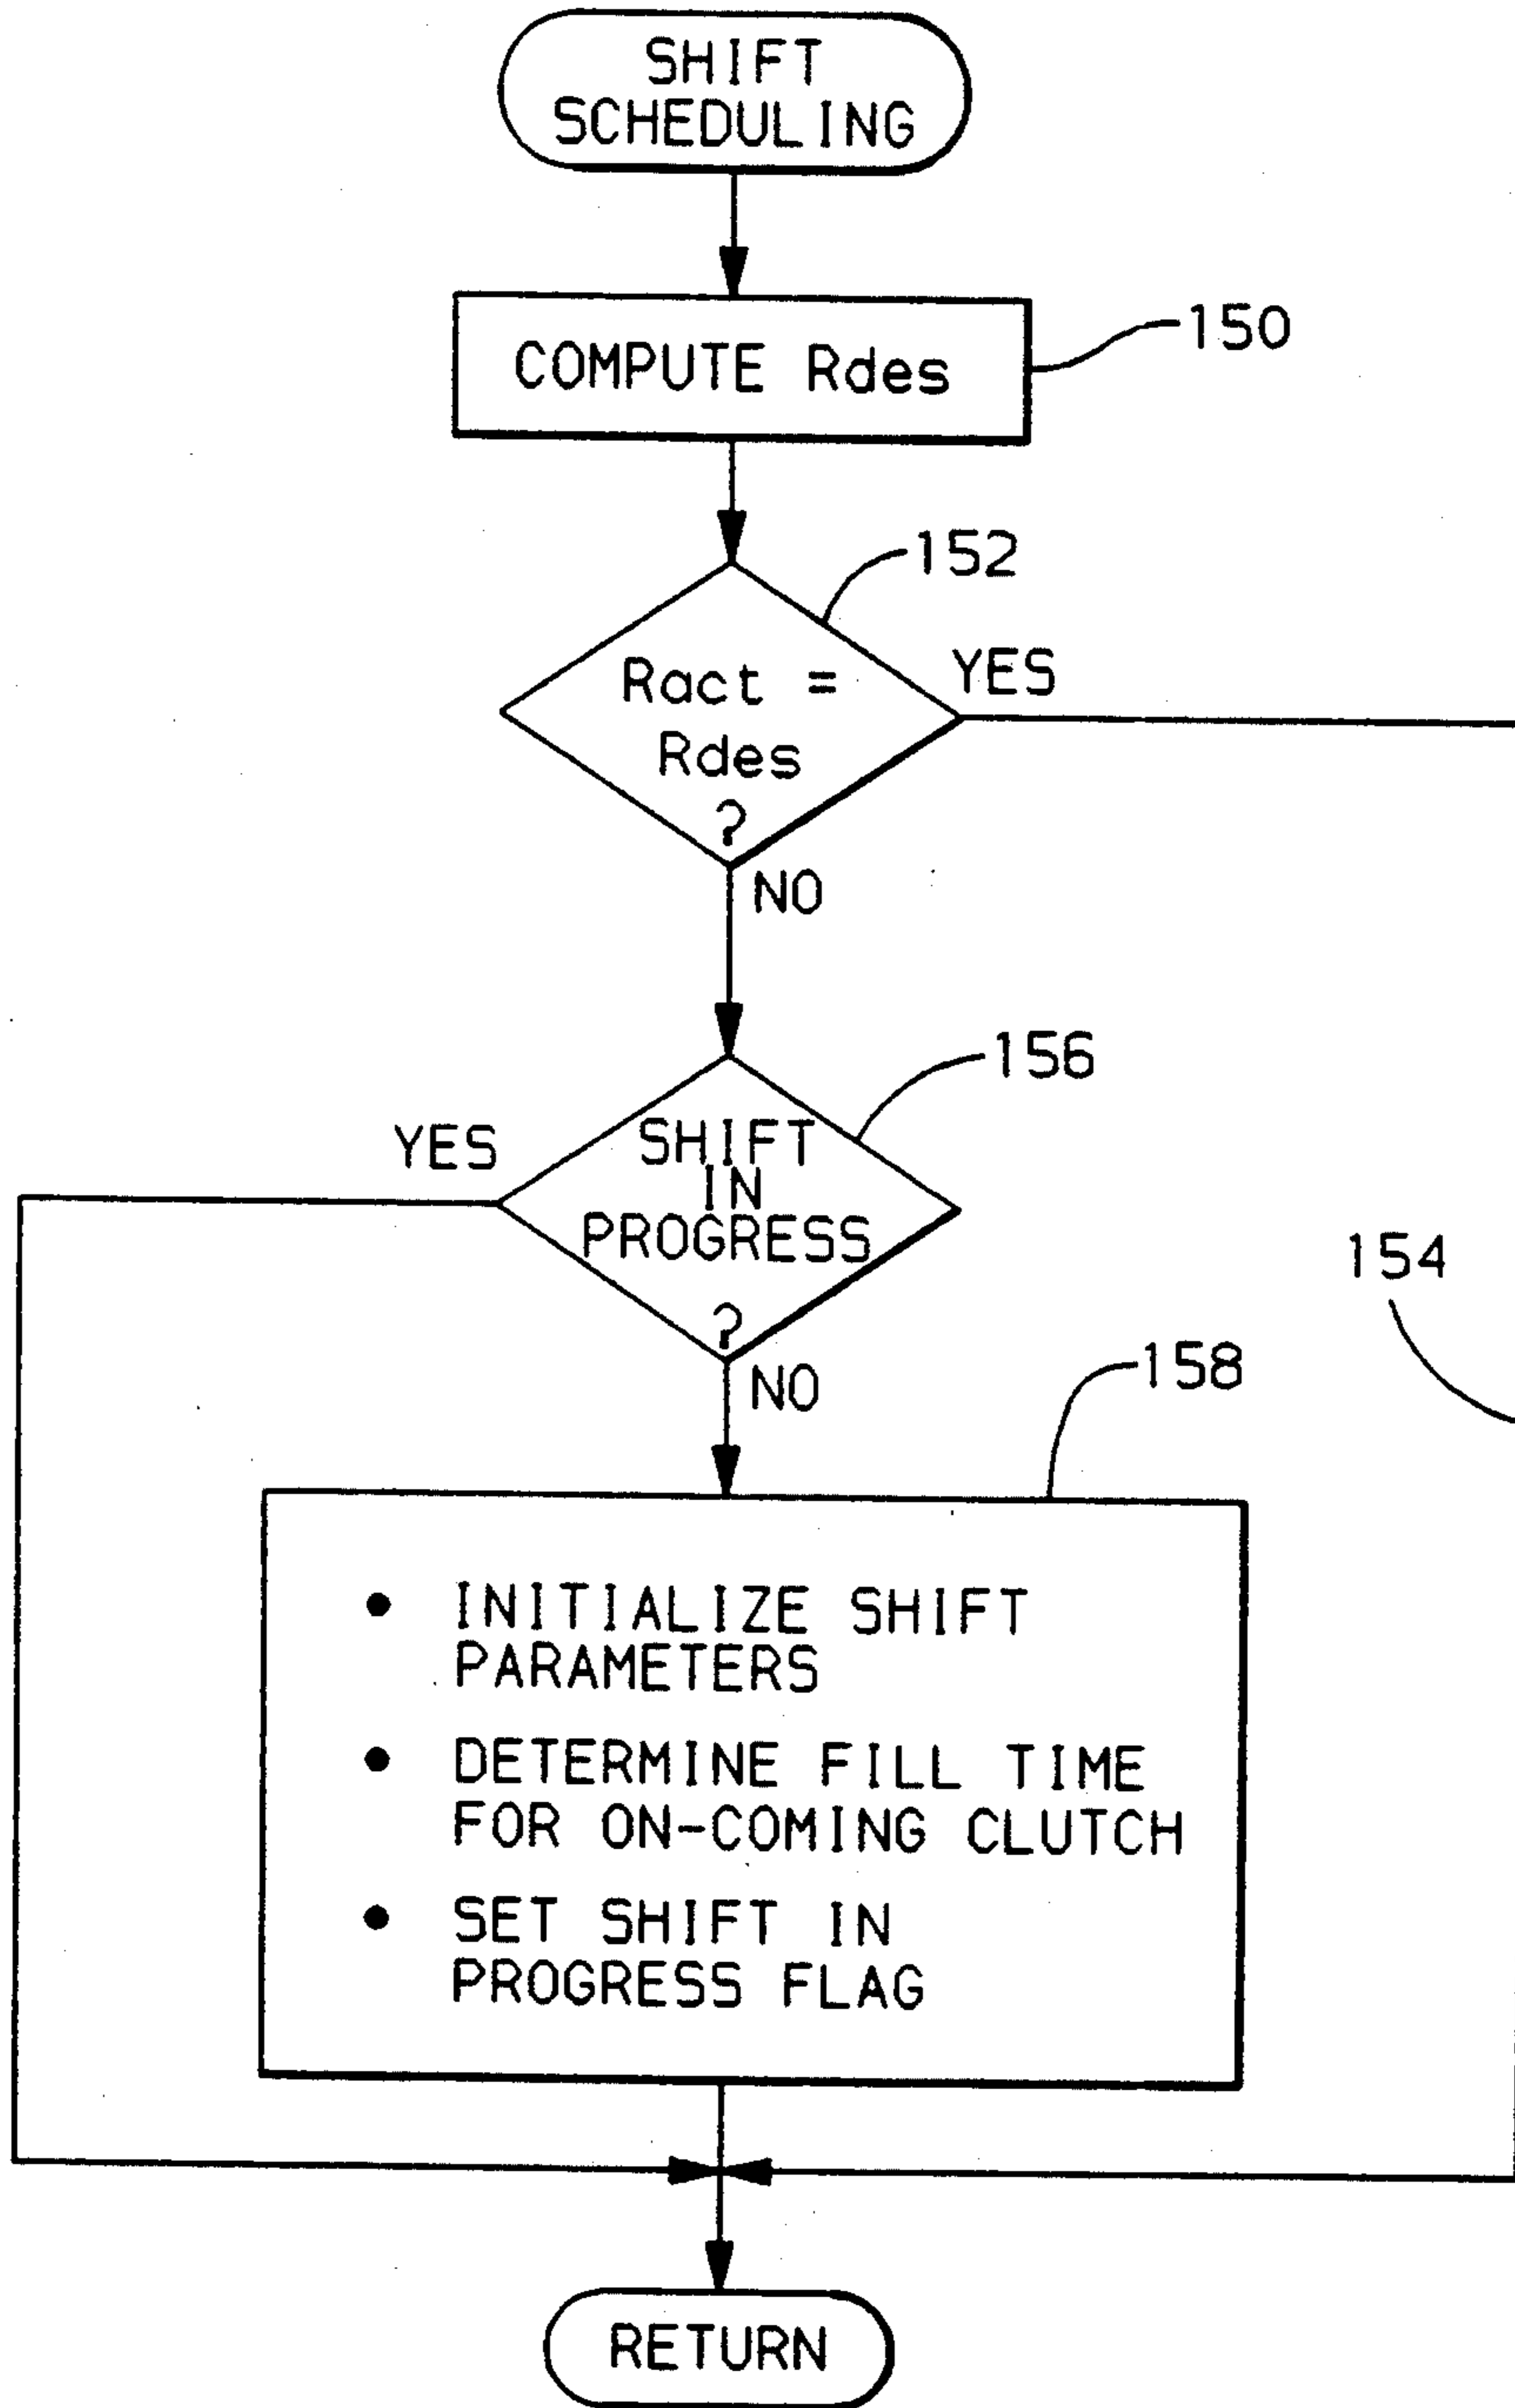 SHIFT
SCHEDULING
COMPUTE Rdes
150
152
Ract =
Rdes
?
YES
NO
156
YES
SHIFT
IN
PROGRESS
?
NO
154
158
• INITIALIZE SHIFT
PARAMETERS
• DETERMINE FILL TIME
FOR ON-COMING CLUTCH
• SET SHIFT IN
PROGRESS FLAG
RETURN